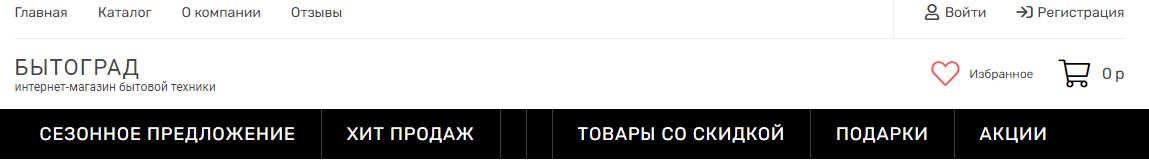 Главная Каталог О компании Отзывы Войти Регистрация
БЫТОГРАД
интернет-магазин бытовой техники
Избранное 0 р
СЕЗОННОЕ ПРЕДЛОЖЕНИЕ ХИТ ПРОДАЖ ТОВАРЫ СО СКИДКОЙ ПОДАРКИ АКЦИИ